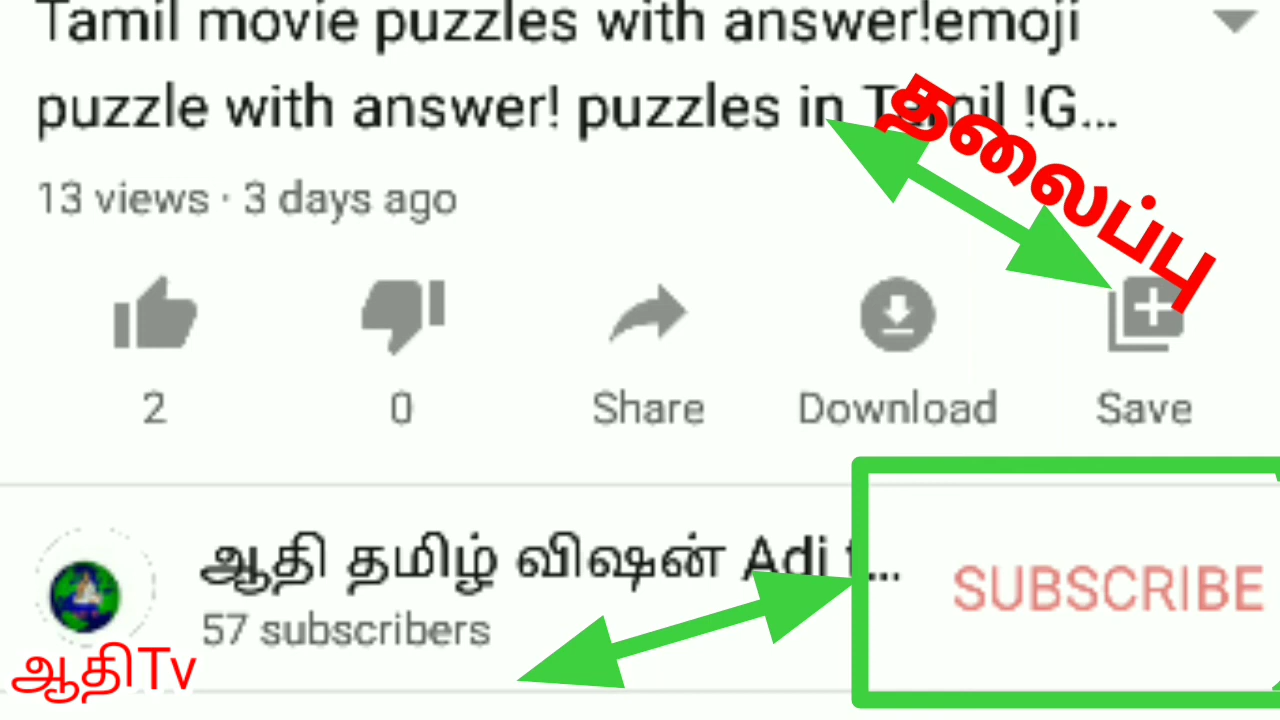 Tamil movie puzzles with answer!emoji
puzzle with answer! puzzles in Tamil !G...
தலைப்பு
13 views · 3 days ago
2
0
Share
Download
Save
ஆதி தமிழ் விஷன் Adi t...
57 subscribers
SUBSCRIBE
ஆதிTv